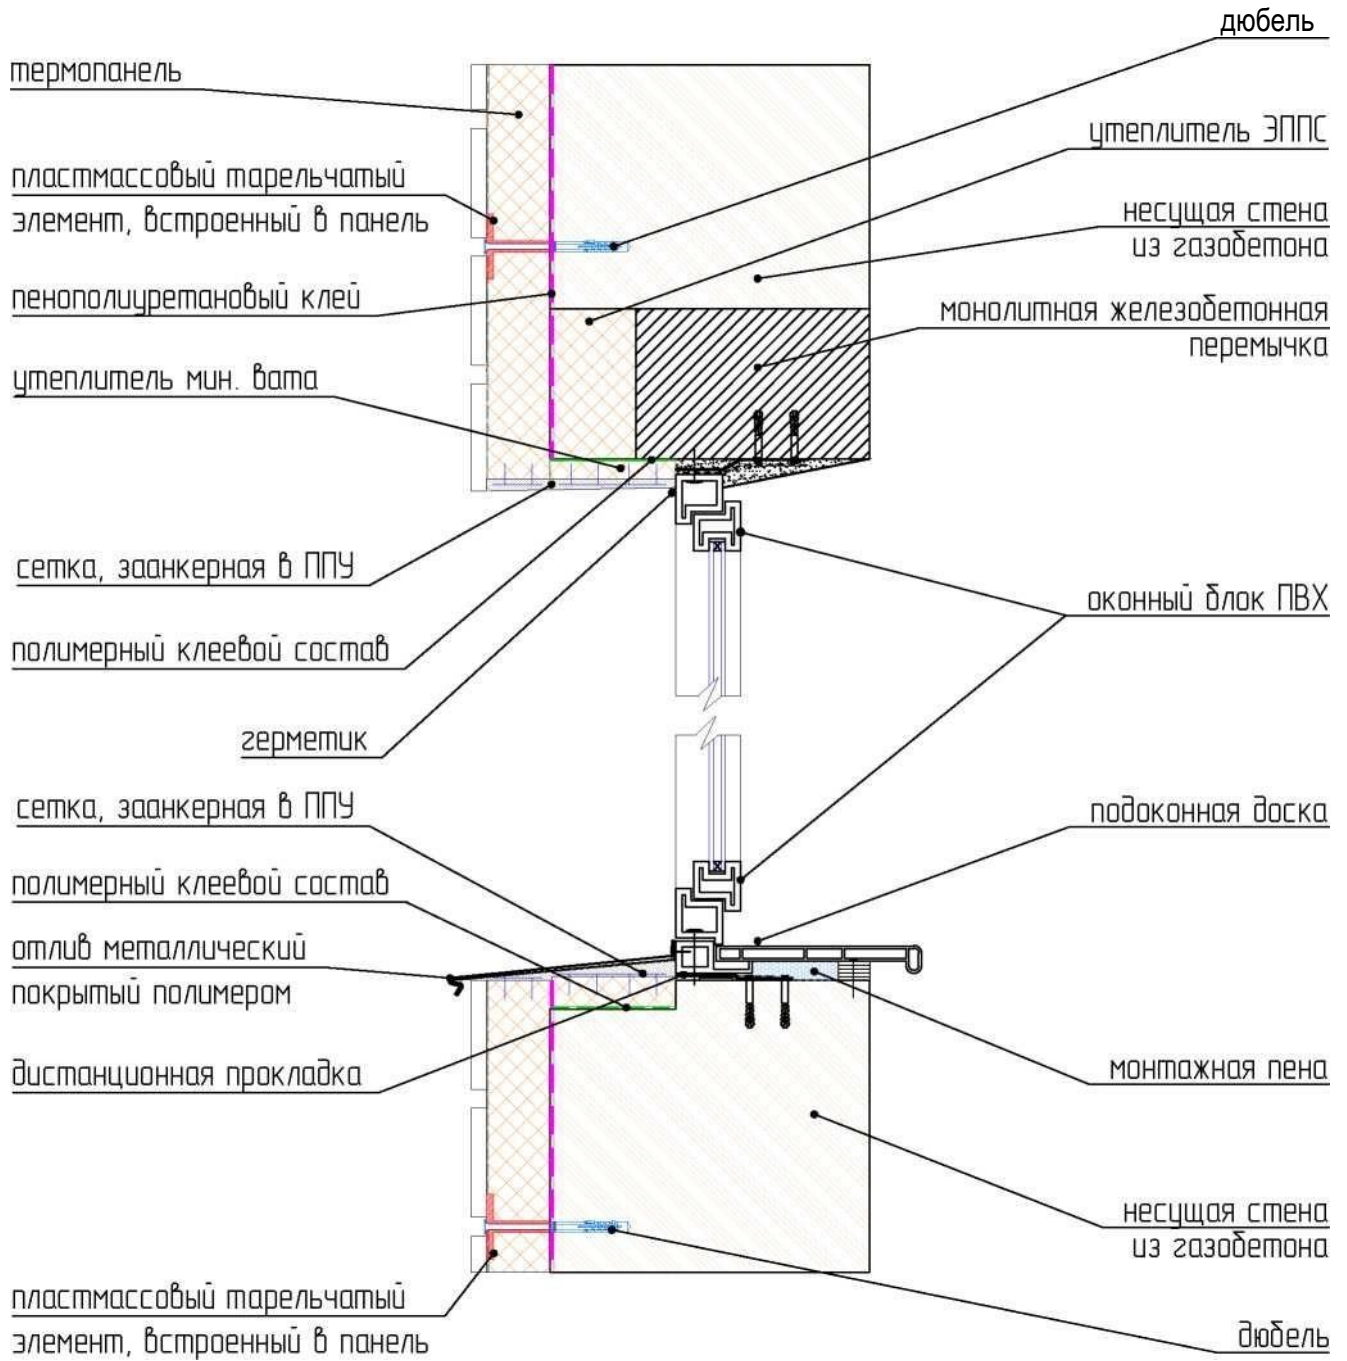 дюбель
термопанель
утеплитель ЭППС
пластмассовый тарельчатый
элемент, встроенный в панель
несущая стена
из газобетона
пенополиуретановый клей
монолитная железобетонная
перемычка
утеплитель мин. вата
сетка, заанкерная в ППУ
оконный блок ПВХ
полимерный клеевой состав
герметик
сетка, заанкерная в ППУ
подоконная доска
полимерный клеевой состав
отлив металлический
покрытый полимером
дистанционная прокладка
монтажная пена
несущая стена
из газобетона
пластмассовый тарельчатый
элемент, встроенный в панель
дюбель